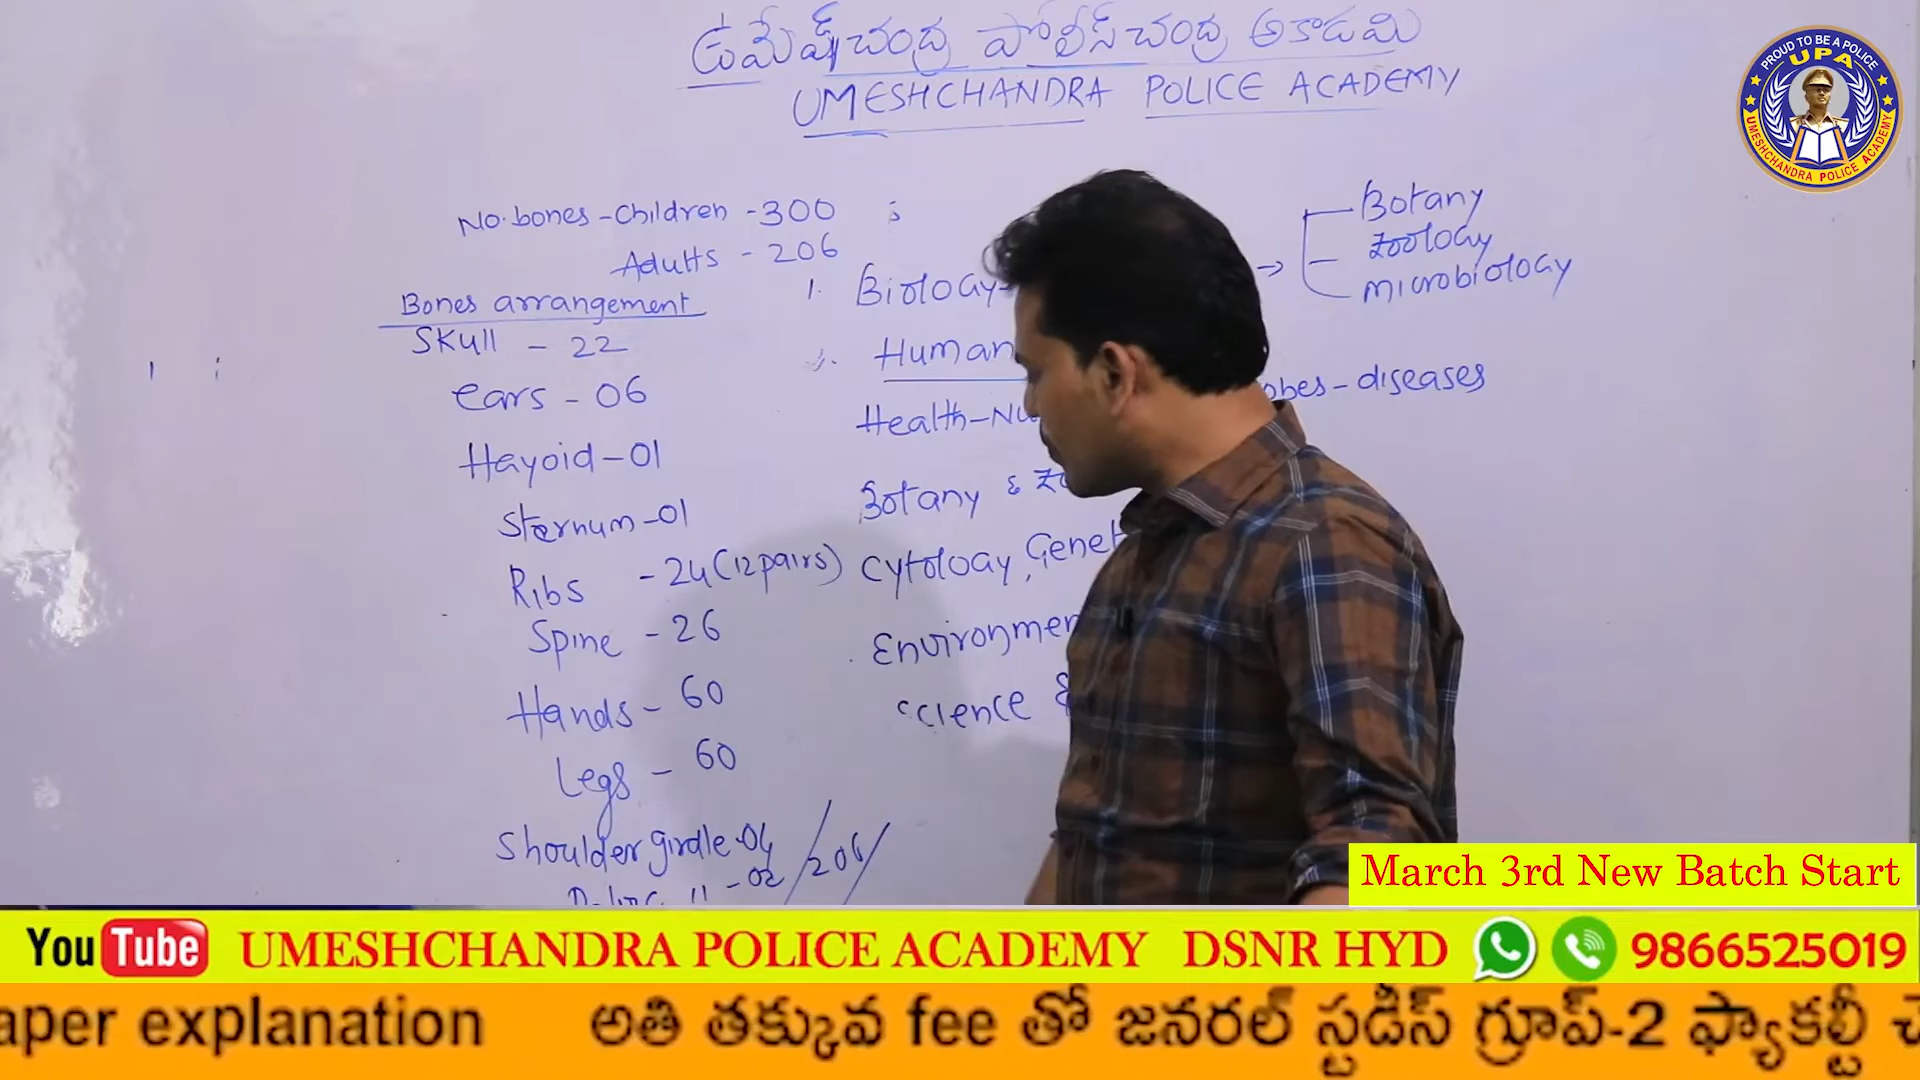 ఉమేష్ చంద్ర పోలీస్ చంద్ర అకాడమి
UMESHCHANDRA POLICE ACADEMY
PROUD TO BE A POLICE
UPA
UMESHCHANDRA POLICE ACADEMY
No.bones - Children - 300
Adults - 206
Bones arrangement
Skull - 22
ears - 06
Hayoid - 01
Sternum - 01
Ribs - 24 (12 pairs)
Spine - 26
Hands - 60
Legs - 60
Shoulder girdle - 04
11 - 02 /206/
1. Biology -
Human
Health - Nu
Botany &
Cytology, Genet
Environmen
science &
→ Botany
Zoology
microbiology
obes - diseases
March 3rd New Batch Start
YouTube UMESHCHANDRA POLICE ACADEMY DSNR HYD 9866525019
aper explanation అతి తక్కువ fee తో జనరల్ స్టడీస్ గ్రూప్-2 ఫ్యాకల్టీ చె